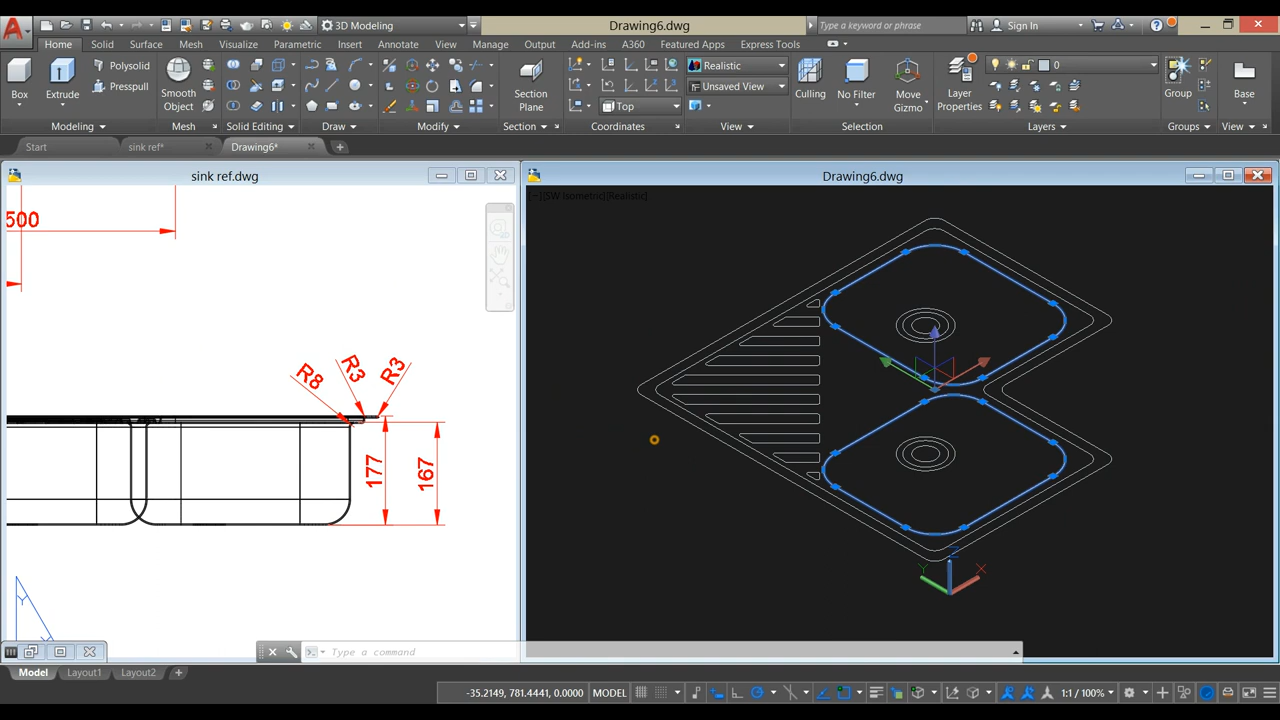 3D Modeling
Drawing6.dwg
Type a keyword or phrase
Sign In
Home Solid Surface Mesh Visualize Parametric Insert Annotate View Manage Output Add-ins A360 Featured Apps Express Tools
Box
Extrude
Polysolid
Presspull
Smooth
Object
Section
Plane
Realistic
Unsaved View
Top
Culling
No Filter
Move
Gizmo
Layer
Properties
0
Group
Base
Modeling Mesh Solid Editing Draw Modify Section Coordinates View Selection Layers Groups View
Start sink ref* Drawing6*
sink ref.dwg
Drawing6.dwg
[−][SW Isometric][Realistic]
500
R8
R3
R3
177
167
Y
X
Z
Y
X
Type a command
Model Layout1 Layout2
-35.2149, 781.4441, 0.0000 MODEL 1:1 / 100%